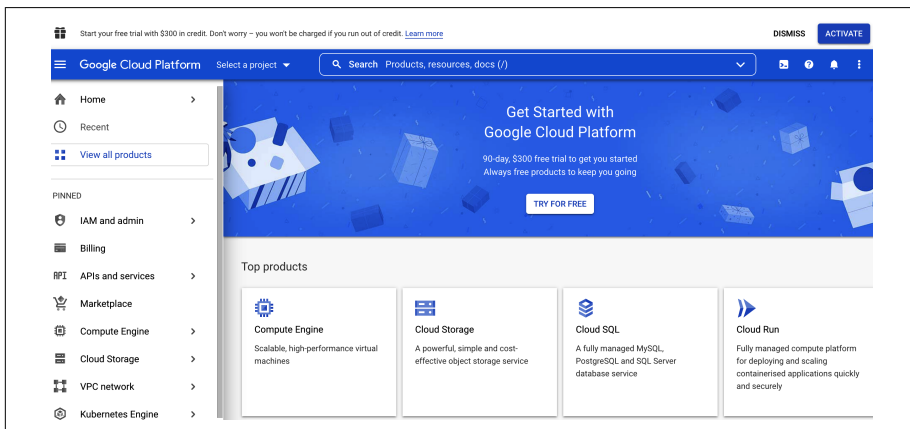 Start your free trial with $300 in credit. Don't worry – you won't be charged if you run out of credit. Learn more
DISMISS
ACTIVATE
Google Cloud Platform
Select a project
Search Products, resources, docs (/)
Home
Recent
View all products
PINNED
IAM and admin
Billing
API APIs and services
Marketplace
Compute Engine
Cloud Storage
VPC network
Kubernetes Engine
Get Started with
Google Cloud Platform
90-day, $300 free trial to get you started
Always free products to keep you going
TRY FOR FREE
Top products
Compute Engine
Scalable, high-performance virtual
machines
Cloud Storage
A powerful, simple and cost-
effective object storage service
Cloud SQL
A fully managed MySQL,
PostgreSQL and SQL Server
database service
Cloud Run
Fully managed compute platform
for deploying and scaling
containerised applications quickly
and securely